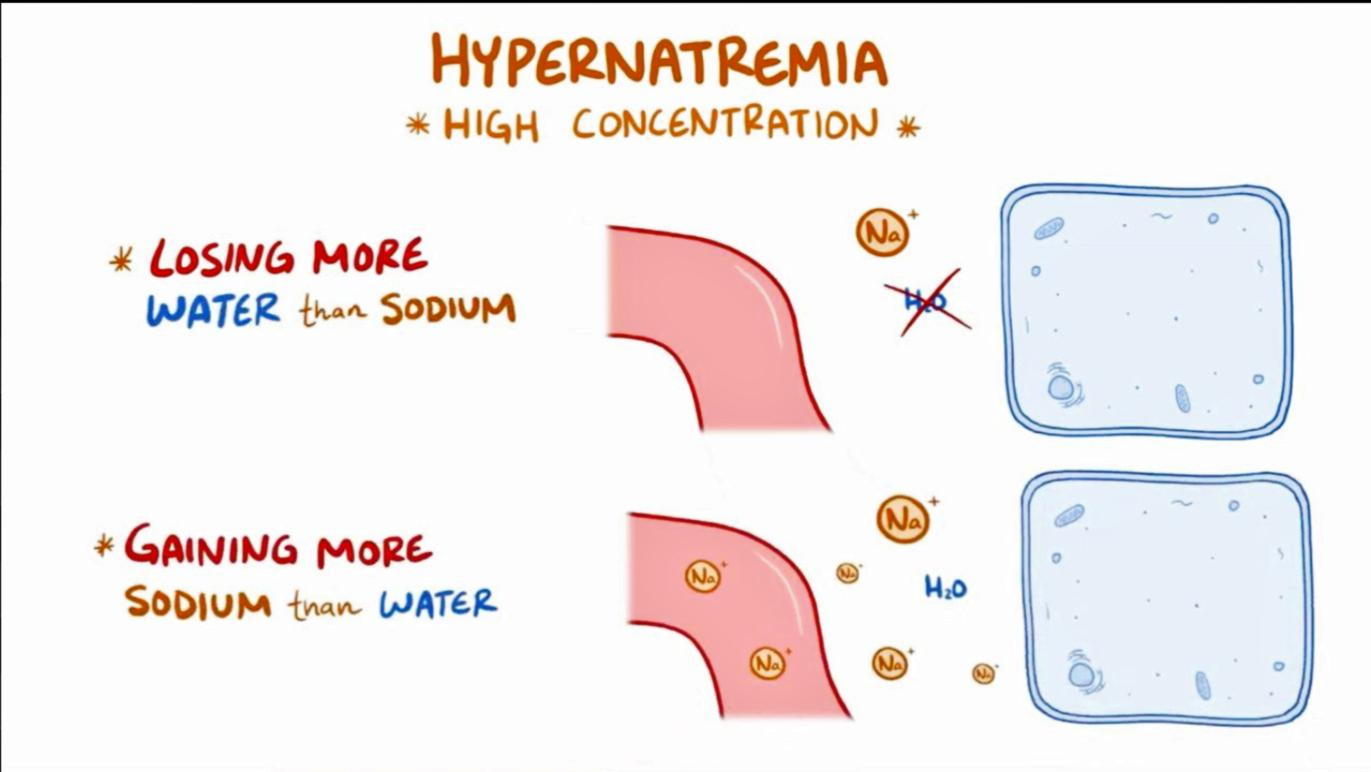 HYPERNATREMIA
* HIGH CONCENTRATION *
* LOSING MORE
WATER than SODIUM
Na+
H₂O
* GAINING MORE
SODIUM than WATER
Na+
Na+
Na+
H₂O
Na+
Na+
Na+